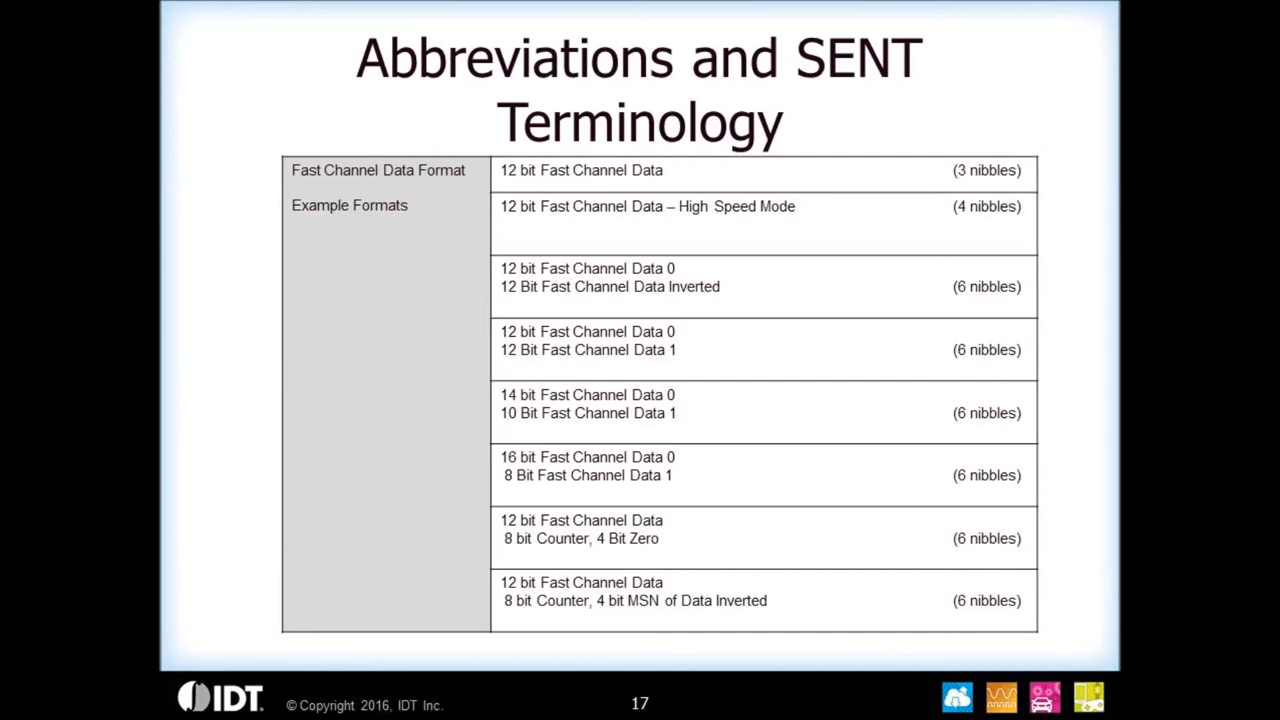 Abbreviations and SENT
Terminology
Fast Channel Data Format
12 bit Fast Channel Data (3 nibbles)
Example Formats
12 bit Fast Channel Data – High Speed Mode (4 nibbles)
12 bit Fast Channel Data 0
12 Bit Fast Channel Data Inverted (6 nibbles)
12 bit Fast Channel Data 0
12 Bit Fast Channel Data 1 (6 nibbles)
14 bit Fast Channel Data 0
10 Bit Fast Channel Data 1 (6 nibbles)
16 bit Fast Channel Data 0
8 Bit Fast Channel Data 1 (6 nibbles)
12 bit Fast Channel Data
8 bit Counter, 4 Bit Zero (6 nibbles)
12 bit Fast Channel Data
8 bit Counter, 4 bit MSN of Data Inverted (6 nibbles)
IDT.
© Copyright 2016, IDT Inc.
17